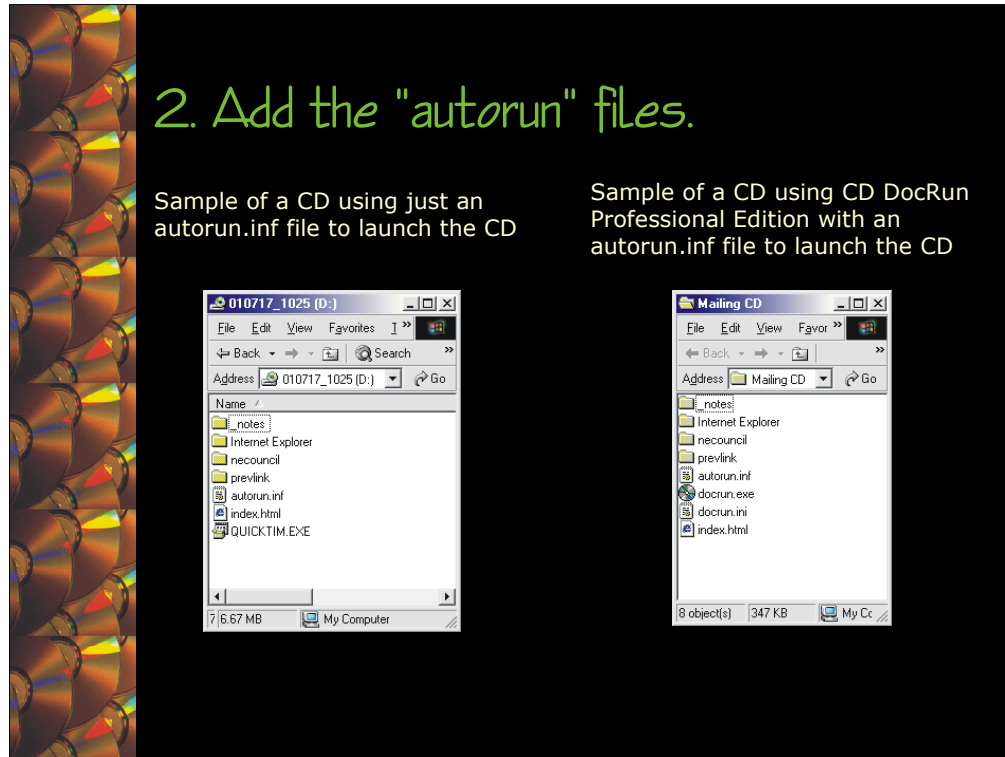 2. Add the "autorun" files.
Sample of a CD using just an
autorun.inf file to launch the CD
010717_1025 (D:)
File Edit View Favorites T »
Back Search »
Address 010717_1025 (D:) Go
Name
_notes
Internet Explorer
necouncil
prevlink
autorun.inf
index.html
QUICKTIM.EXE
7 6.67 MB My Computer
Sample of a CD using CD DocRun
Professional Edition with an
autorun.inf file to launch the CD
Mailing CD
File Edit View Favor »
Back »
Address Mailing CD Go
_notes
Internet Explorer
necouncil
prevlink
autorun.inf
docrun.exe
docrun.ini
index.html
8 object(s) 347 KB My Cc